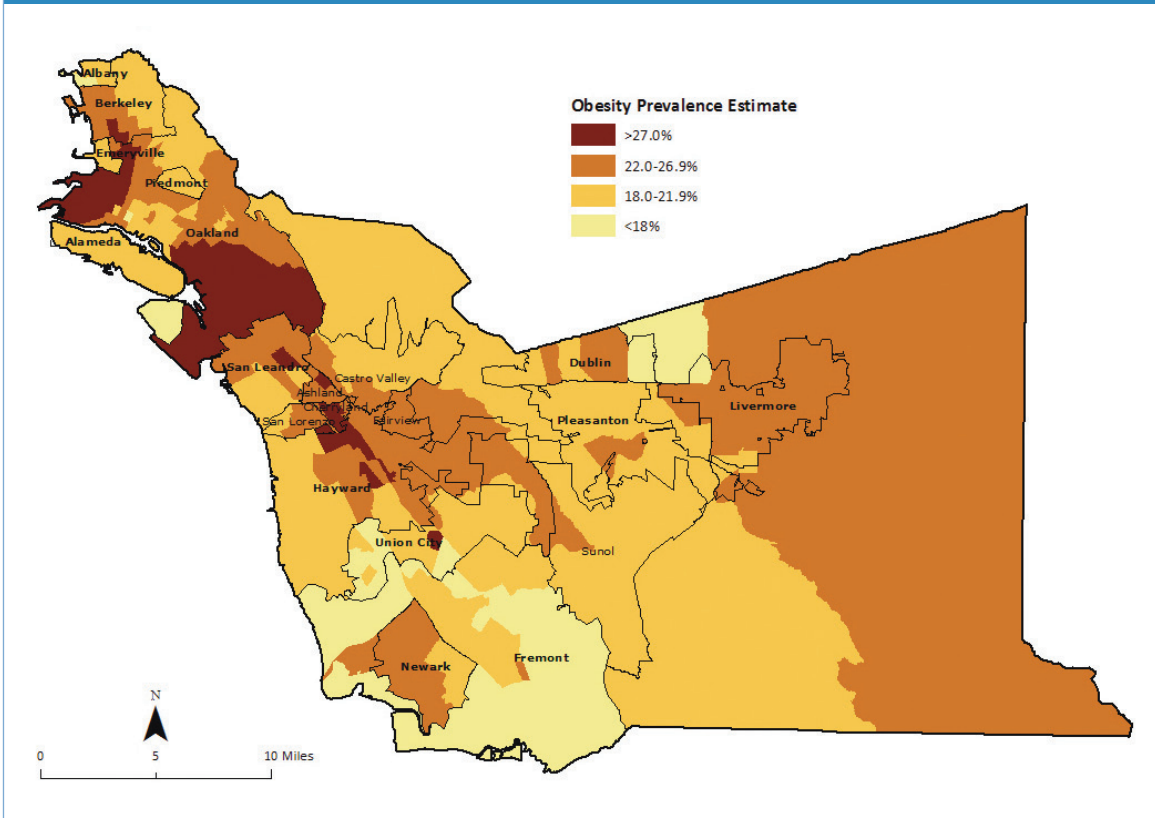 Albany
Berkeley
Emeryville
Piedmont
Oakland
Alameda
Obesity Prevalence Estimate
>27.0%
22.0-26.9%
18.0-21.9%
<18%
San Leandro
Castro Valley
Ashland
Cherryland
San Lorenzo
Fairview
Dublin
Livermore
Pleasanton
Hayward
Union City
Sunol
Newark
Fremont
N
0 5 10 Miles